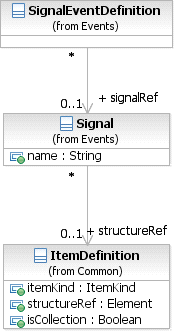 SignalEventDefinition
(from Events)
*
0..1
+ signalRef
Signal
(from Events)
name : String
*
0..1
+ structureRef
ItemDefinition
(from Common)
itemKind : ItemKind
structureRef : Element
isCollection : Boolean